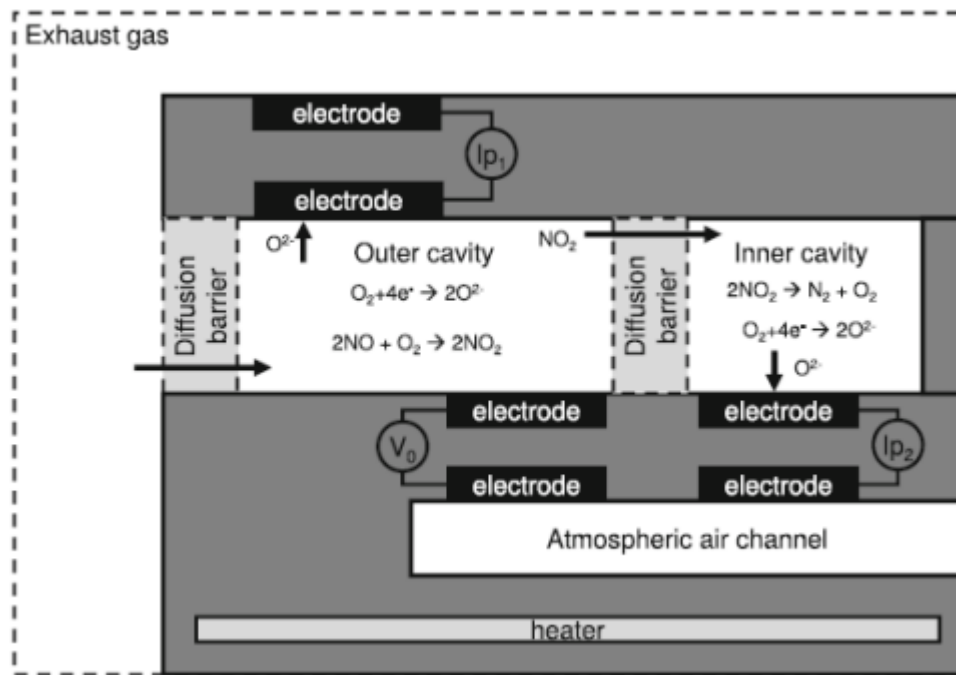 Exhaust gas
electrode
Ip₁
electrode
O²⁻
Outer cavity
O₂+4e• → 2O²⁻
2NO + O₂ → 2NO₂
Diffusion
barrier
NO₂
Diffusion
barrier
Inner cavity
2NO₂ → N₂ + O₂
O₂+4e• → 2O²⁻
O²⁻
electrode
electrode
V₀
Ip₂
electrode
electrode
Atmospheric air channel
heater